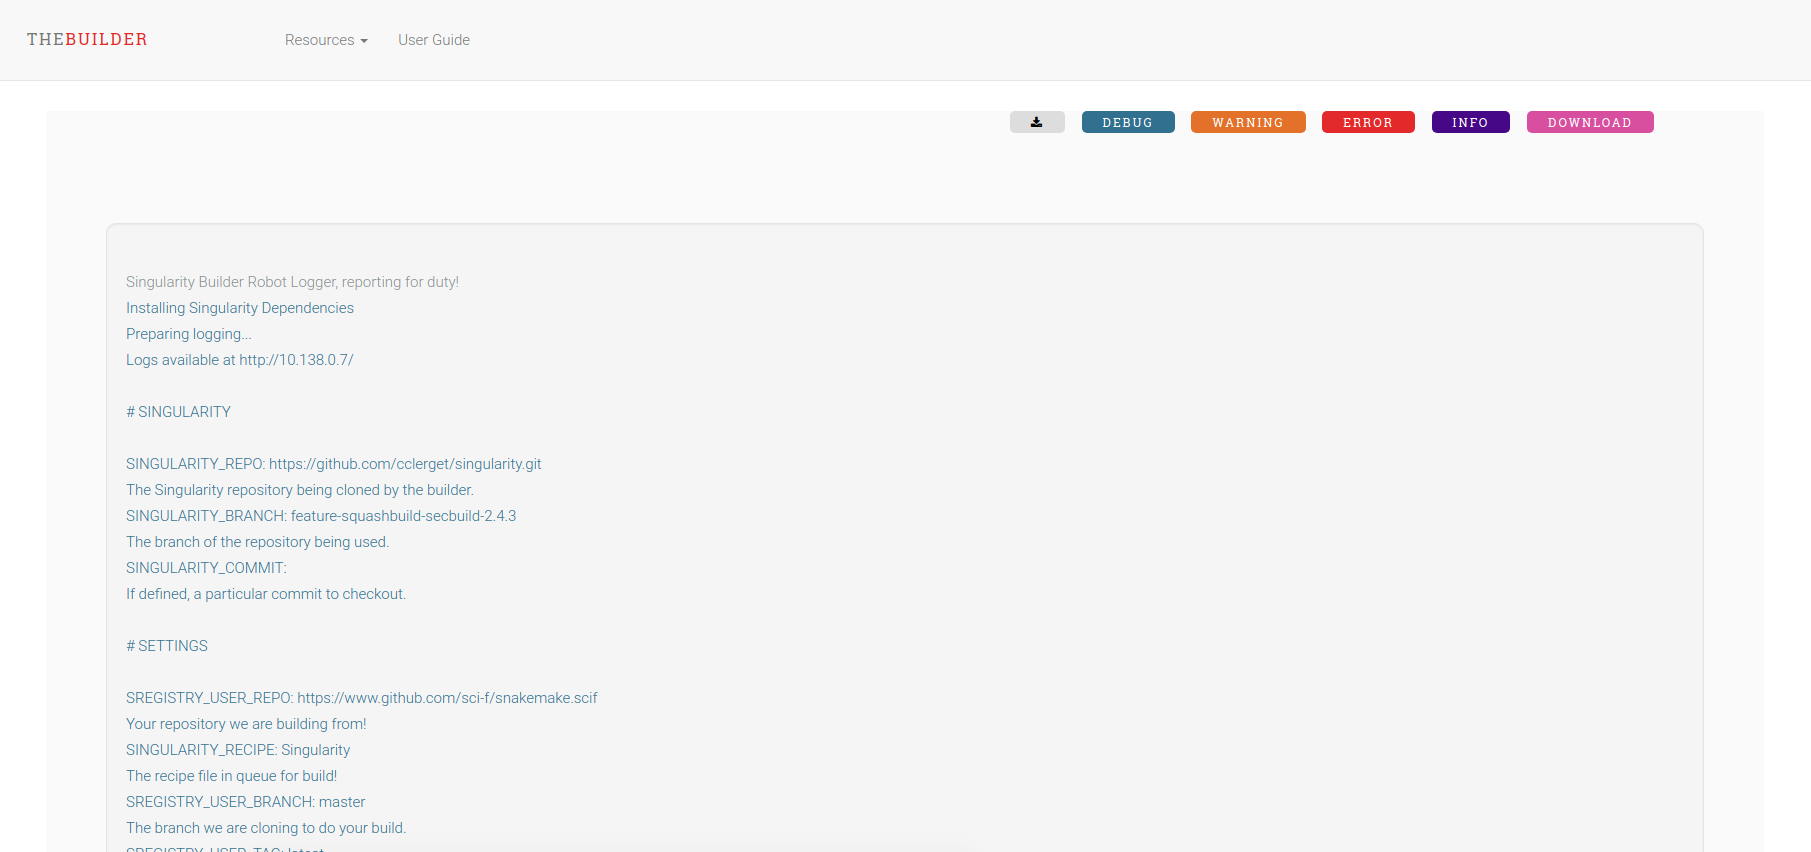 THEBUILDER
Resources
User Guide
DEBUG
WARNING
ERROR
INFO
DOWNLOAD
Singularity Builder Robot Logger, reporting for duty!
Installing Singularity Dependencies
Preparing logging...
Logs available at http://10.138.0.7/
# SINGULARITY
SINGULARITY_REPO: https://github.com/cclerget/singularity.git
The Singularity repository being cloned by the builder.
SINGULARITY_BRANCH: feature-squashbuild-secbuild-2.4.3
The branch of the repository being used.
SINGULARITY_COMMIT:
If defined, a particular commit to checkout.
# SETTINGS
SREGISTRY_USER_REPO: https://www.github.com/sci-f/snakemake.scif
Your repository we are building from!
SINGULARITY_RECIPE: Singularity
The recipe file in queue for build!
SREGISTRY_USER_BRANCH: master
The branch we are cloning to do your build.
SREGISTRY_USER_TAG: latest